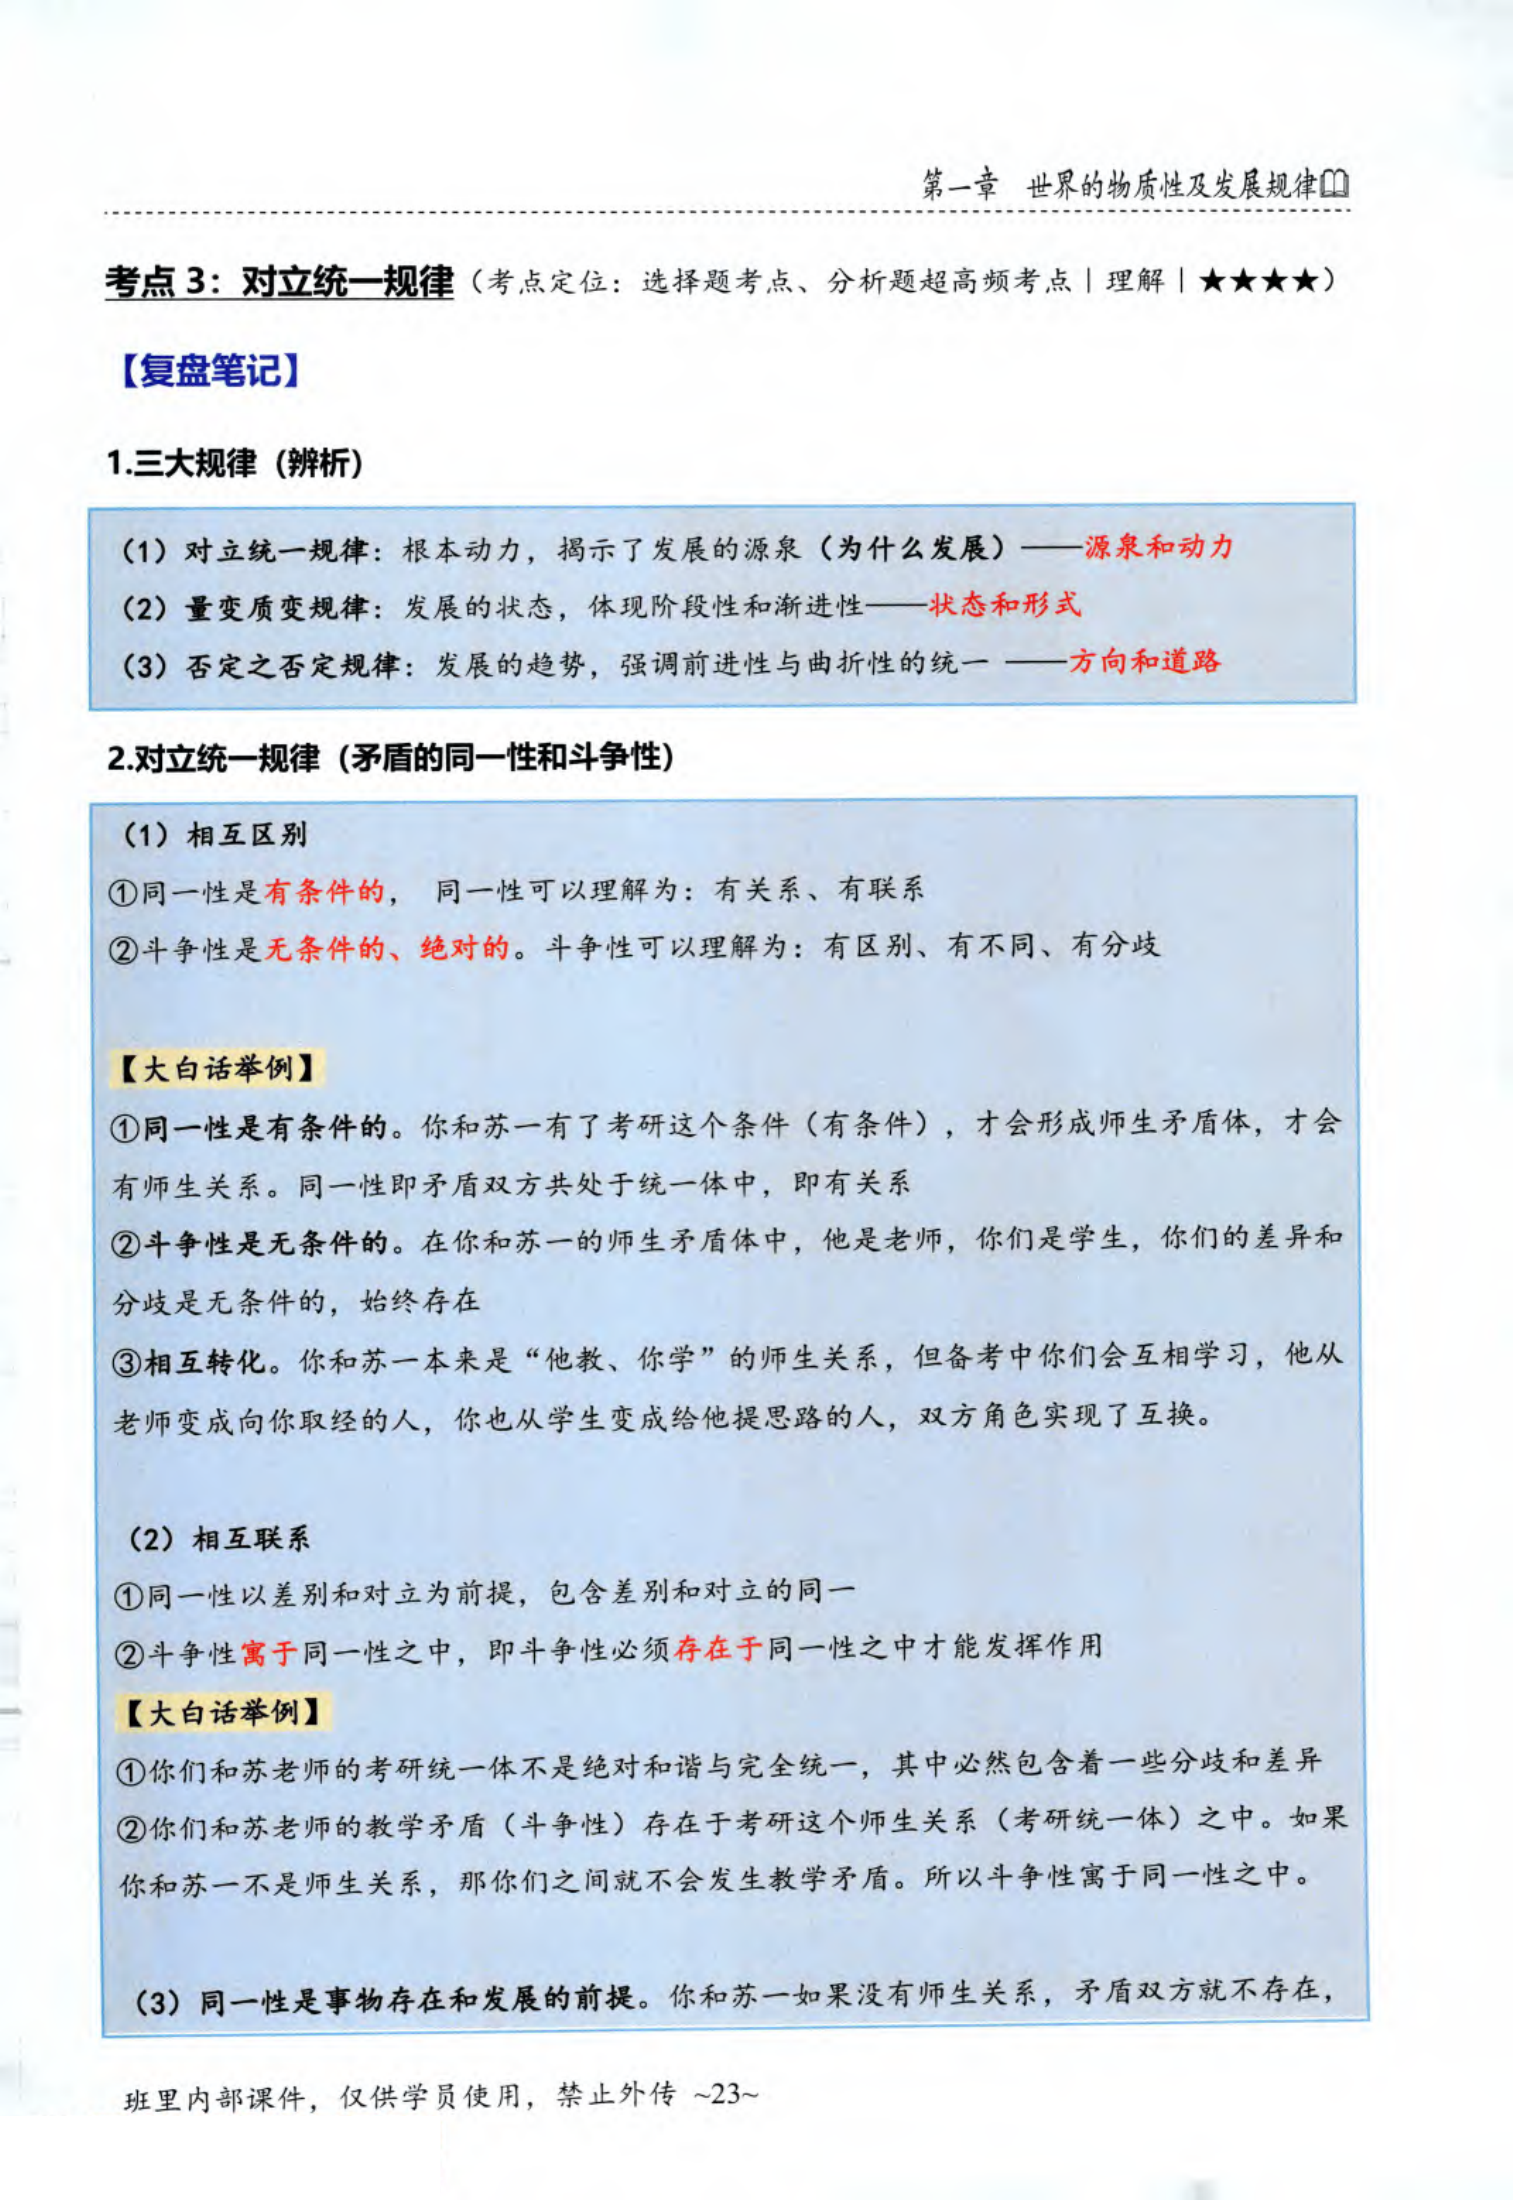 第一章 世界的物质性及发展规律
考点 3：对立统一规律（考点定位：选择题考点、分析题超高频考点｜理解｜★★★★）
【复盘笔记】
1.三大规律（辨析）
（1）对立统一规律：根本动力，揭示了发展的源泉（为什么发展）——源泉和动力
（2）量变质变规律：发展的状态，体现阶段性和渐进性——状态和形式
（3）否定之否定规律：发展的趋势，强调前进性与曲折性的统一 ——方向和道路
2.对立统一规律（矛盾的同一性和斗争性）
（1）相互区别
①同一性是有条件的， 同一性可以理解为：有关系、有联系
②斗争性是无条件的、绝对的。斗争性可以理解为：有区别、有不同、有分歧
【大白话举例】
①同一性是有条件的。你和苏一有了考研这个条件（有条件），才会形成师生矛盾体，才会
有师生关系。同一性即矛盾双方共处于统一体中，即有关系
②斗争性是无条件的。在你和苏一的师生矛盾体中，他是老师，你们是学生，你们的差异和
分歧是无条件的，始终存在
③相互转化。你和苏一本来是“他教、你学”的师生关系，但备考中你们会互相学习，他从
老师变成向你取经的人，你也从学生变成给他提思路的人，双方角色实现了互换。
（2）相互联系
①同一性以差别和对立为前提，包含差别和对立的同一
②斗争性寓于同一性之中，即斗争性必须存在于同一性之中才能发挥作用
【大白话举例】
①你们和苏老师的考研统一体不是绝对和谐与完全统一，其中必然包含着一些分歧和差异
②你们和苏老师的教学矛盾（斗争性）存在于考研这个师生关系（考研统一体）之中。如果
你和苏一不是师生关系，那你们之间就不会发生教学矛盾。所以斗争性寓于同一性之中。
（3）同一性是事物存在和发展的前提。你和苏一如果没有师生关系，矛盾双方就不存在，
班里内部课件，仅供学员使用，禁止外传 ~23~